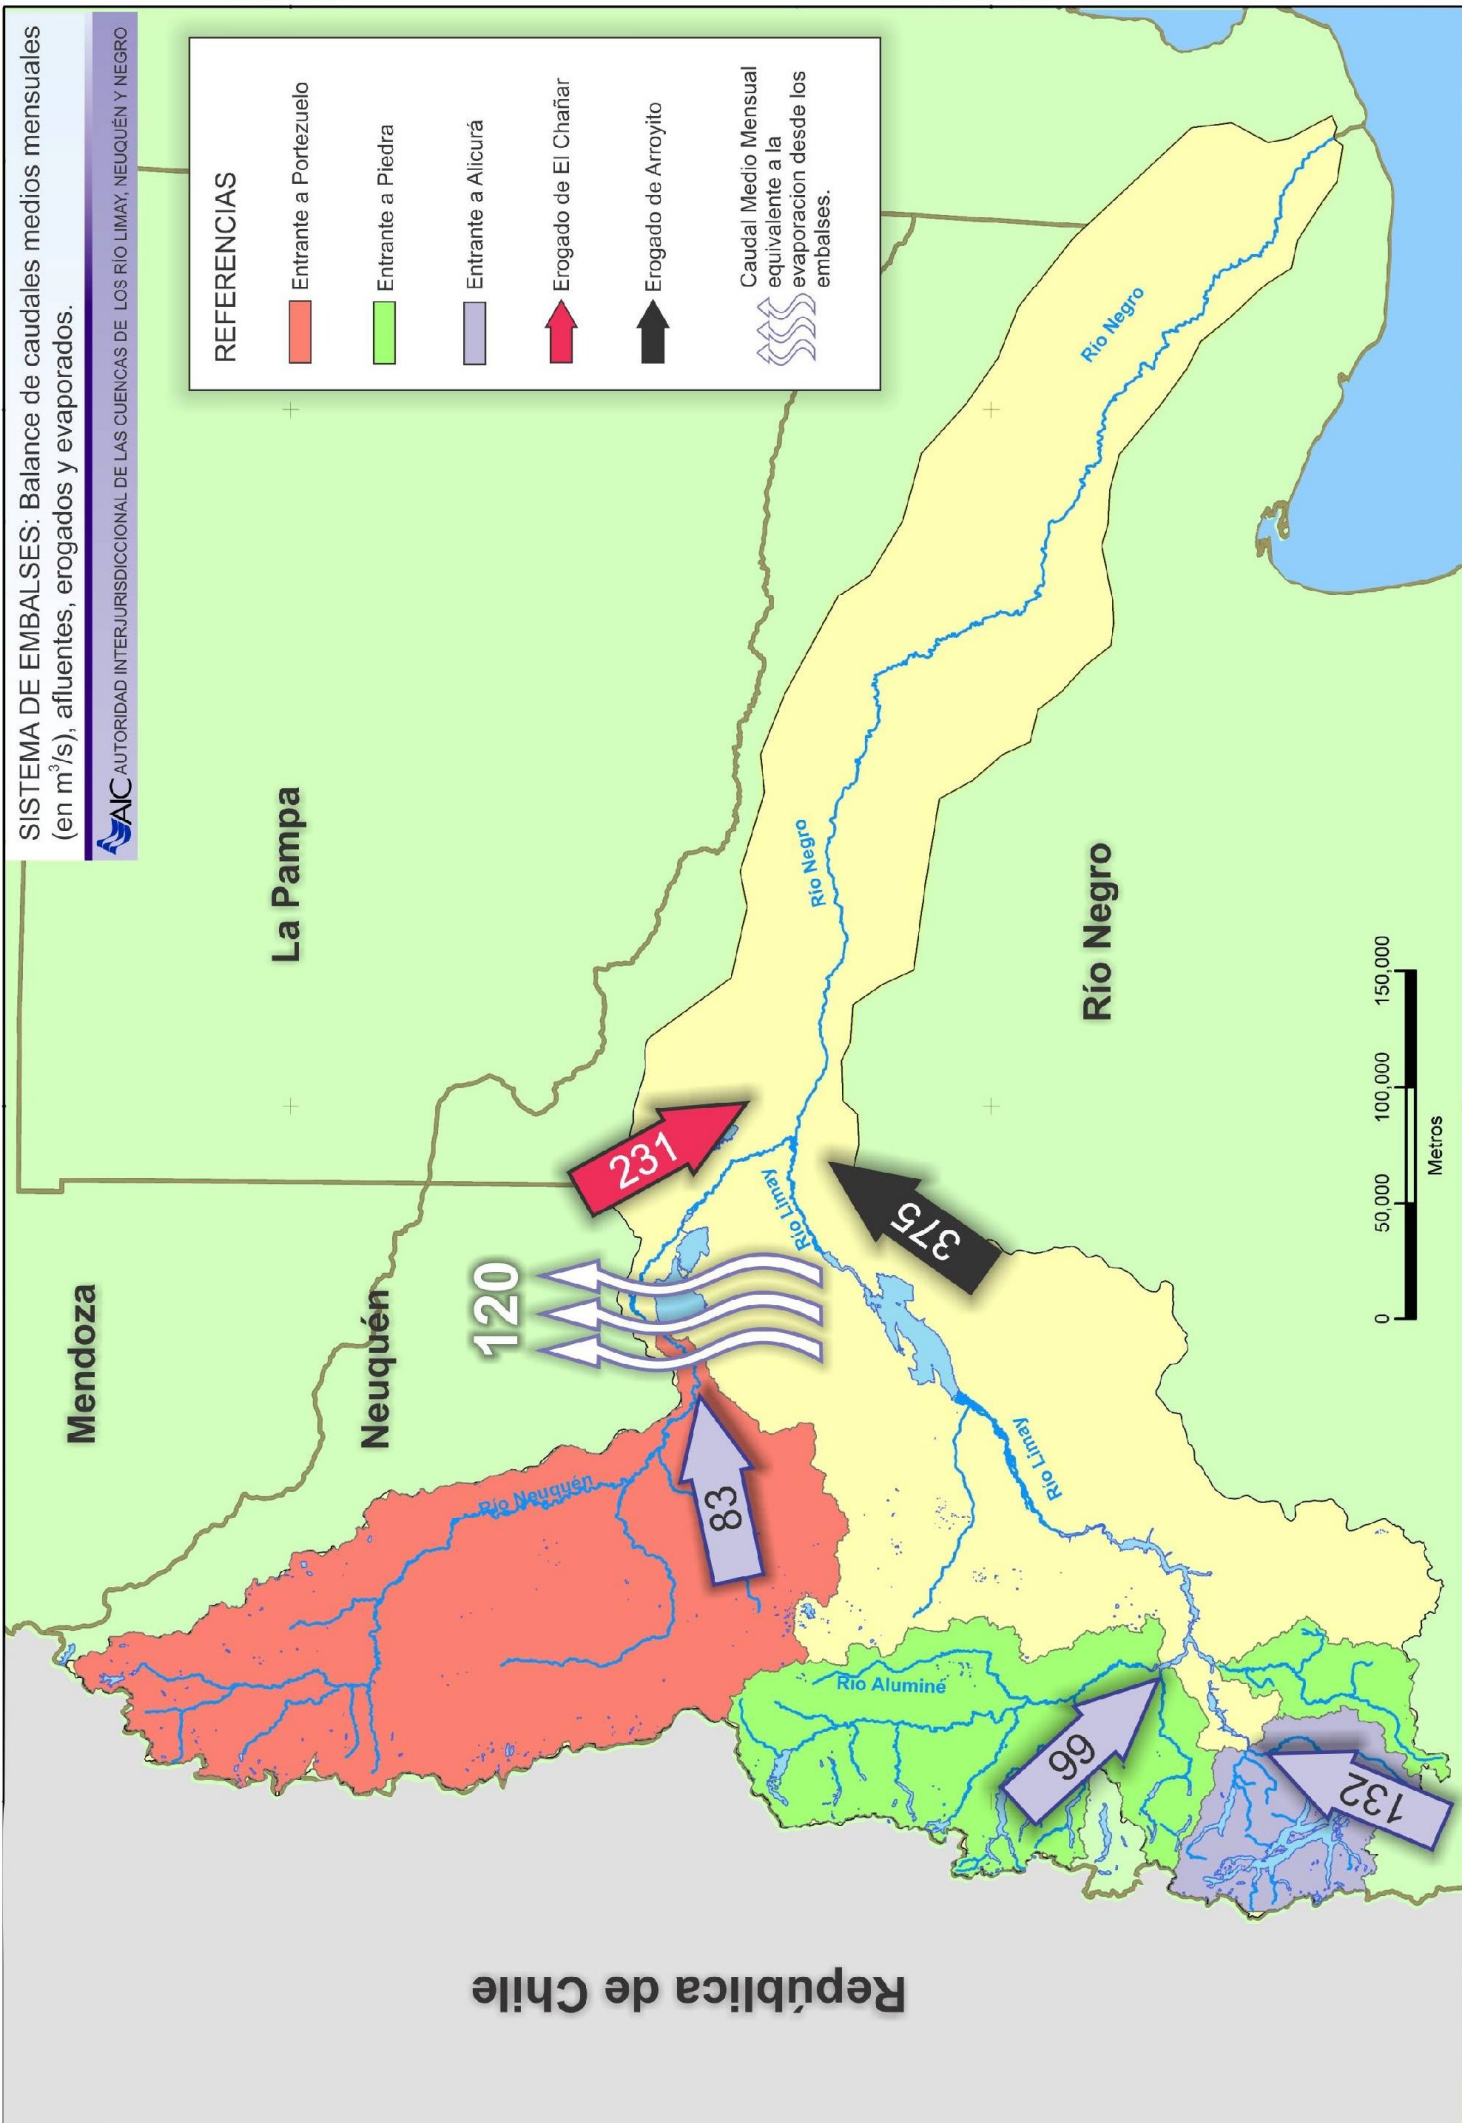 SISTEMA DE EMBALSES: Balance de caudales medios mensuales
(en m³/s), afluentes, erogados y evaporados.
AIC AUTORIDAD INTERJURISDICCIONAL DE LAS CUENCAS DE LOS RÍO LIMAY, NEUQUÉN Y NEGRO
REFERENCIAS
Entrante a Portezuelo
Entrante a Piedra
Entrante a Alicurá
Erogado de El Chañar
Erogado de Arroyito
Caudal Medio Mensual
equivalente a la
evaporacion desde los
embalses.
Mendoza
La Pampa
Neuquén
Río Negro
República de Chile
120
231
375
83
99
132
Río Neuquén
Río Limay
Río Limay
Río Aluminé
Río Negro
Río Negro
0 50,000 100,000 150,000
Metros